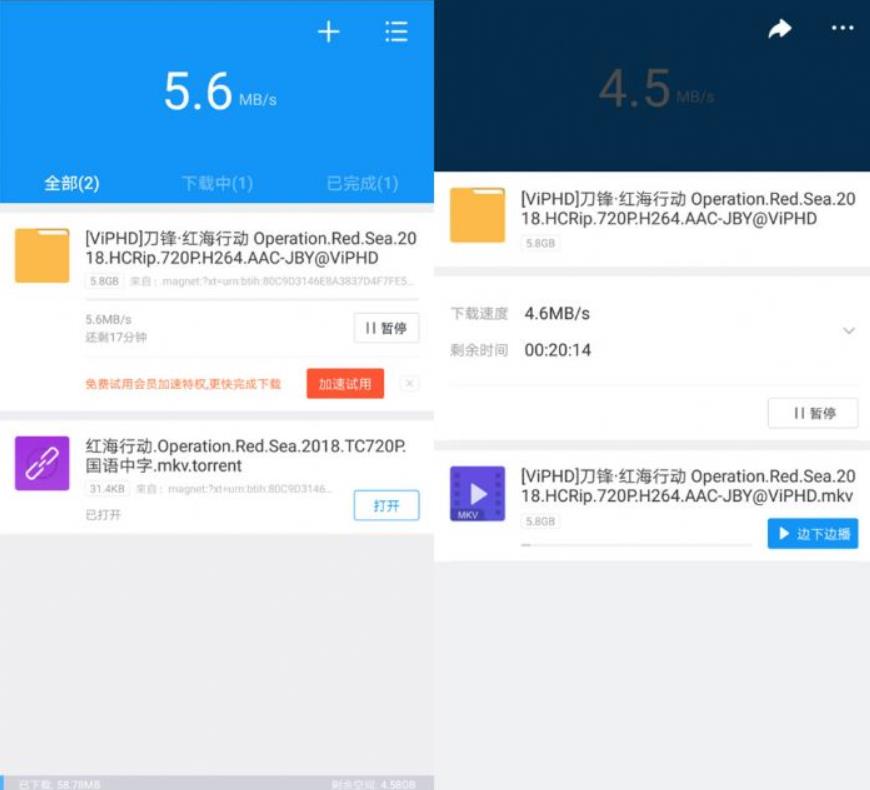 5.6 MB/s
全部(2)
下载中(1)
已完成(1)
[ViPHD]刀锋·红海行动 Operation.Red.Sea.20
18.HCRip.720P.H264.AAC-JBY@ViPHD
5.8GB 来自: magnet:?xt=urn:btih:80C9D3146E8A3837D4F7FE5...
5.6MB/s
还剩17分钟
暂停
免费试用会员加速特权,更快完成下载
加速试用
红海行动.Operation.Red.Sea.2018.TC720P.
国语中字.mkv.torrent
31.4KB 来自: magnet:?xt=urn:btih:80C9D3146...
已打开
打开
已下载: 58.78MB
剩余空间: 4.58GB
4.5 MB/s
[ViPHD]刀锋·红海行动 Operation.Red.Sea.20
18.HCRip.720P.H264.AAC-JBY@ViPHD
5.8GB
下载速度 4.6MB/s
剩余时间 00:20:14
暂停
[ViPHD]刀锋·红海行动 Operation.Red.Sea.20
18.HCRip.720P.H264.AAC-JBY@ViPHD.mkv
MKV
5.8GB
边下边播